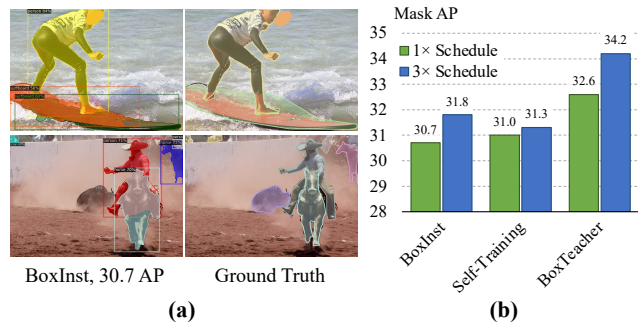 Mask AP
35
34
33
32
31
30
29
28
1× Schedule
3× Schedule
30.7
31.8
31.0
31.3
32.6
34.2
BoxInst
Self-Training
BoxTeacher
BoxInst, 30.7 AP
Ground Truth
(a)
(b)